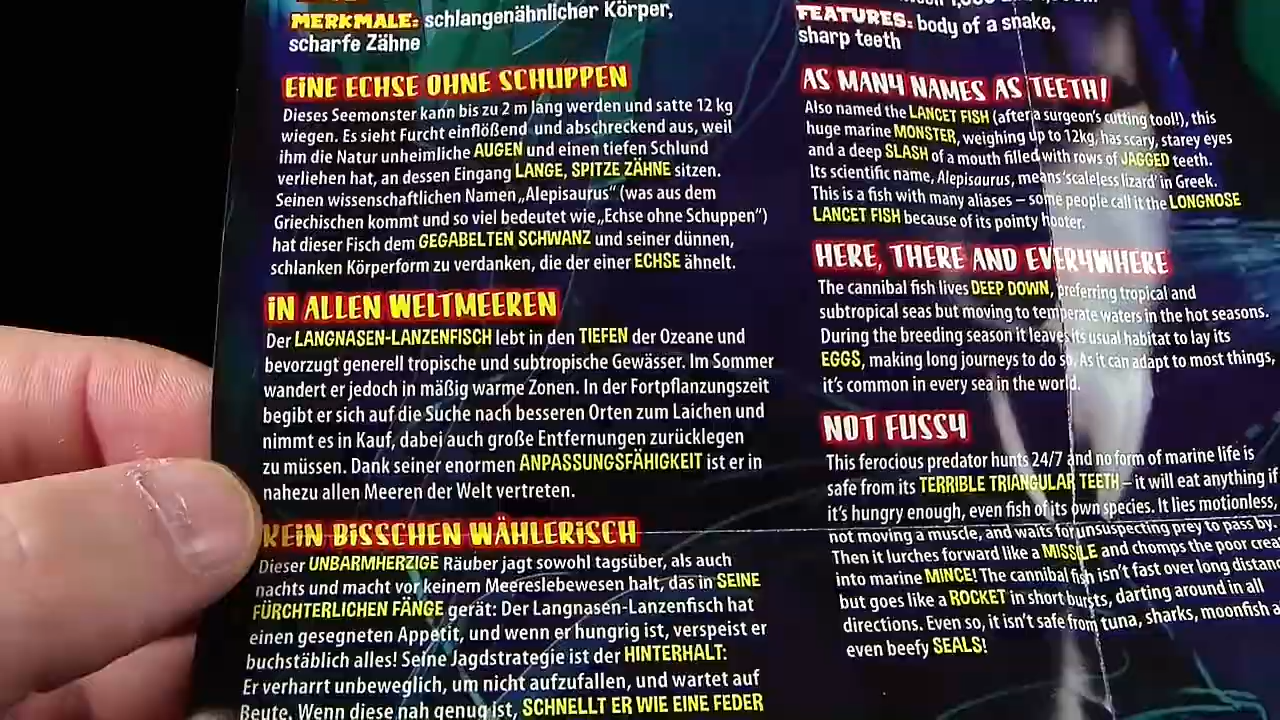 MERKMALE: schlangenähnlicher Körper,
scharfe Zähne
EINE ECHSE OHNE SCHUPPEN
Dieses Seemonster kann bis zu 2 m lang werden und satte 12 kg
wiegen. Es sieht Furcht einflößend und abschreckend aus, weil
ihm die Natur unheimliche AUGEN und einen tiefen Schlund
verliehen hat, an dessen Eingang LANGE, SPITZE ZÄHNE sitzen.
Seinen wissenschaftlichen Namen „Alepisaurus“ (was aus dem
Griechischen kommt und so viel bedeutet wie „Echse ohne Schuppen“)
hat dieser Fisch dem GEGABELTEN SCHWANZ und seiner dünnen,
schlanken Körperform zu verdanken, die der einer ECHSE ähnelt.
IN ALLEN WELTMEEREN
Der LANGNASEN-LANZENFISCH lebt in den TIEFEN der Ozeane und
bevorzugt generell tropische und subtropische Gewässer. Im Sommer
wandert er jedoch in mäßig warme Zonen. In der Fortpflanzungszeit
begibt er sich auf die Suche nach besseren Orten zum Laichen und
nimmt es in Kauf, dabei auch große Entfernungen zurücklegen
zu müssen. Dank seiner enormen ANPASSUNGSFÄHIGKEIT ist er in
nahezu allen Meeren der Welt vertreten.
KEIN BISSCHEN WÄHLERISCH
Dieser UNBARMHERZIGE Räuber jagt sowohl tagsüber, als auch
nachts und macht vor keinem Meereslebewesen halt, das in SEINE
FÜRCHTERLICHEN FÄNGE gerät: Der Langnasen-Lanzenfisch hat
einen gesegneten Appetit, und wenn er hungrig ist, verspeist er
buchstäblich alles! Seine Jagdstrategie ist der HINTERHALT:
Er verharrt unbeweglich, um nicht aufzufallen, und wartet auf
Beute. Wenn diese nah genug ist, SCHNELLT ER WIE EINE FEDER
FEATURES: body of a snake,
sharp teeth
AS MANY NAMES AS TEETH!
Also named the LANCET FISH (after a surgeon's cutting tool!), this
huge marine MONSTER, weighing up to 12kg, has scary, starey eyes
and a deep SLASH of a mouth filled with rows of JAGGED teeth.
Its scientific name, Alepisaurus, means 'scaleless lizard' in Greek.
This is a fish with many aliases – some people call it the LONGNOSE
LANCET FISH because of its pointy hooter.
HERE, THERE AND EVERYWHERE
The cannibal fish lives DEEP DOWN, preferring tropical and
subtropical seas but moving to temperate waters in the hot seasons.
During the breeding season it leaves its usual habitat to lay its
EGGS, making long journeys to do so. As it can adapt to most things,
it's common in every sea in the world.
NOT FUSSY
This ferocious predator hunts 24/7 and no form of marine life is
safe from its TERRIBLE TRIANGULAR TEETH – it will eat anything if
it's hungry enough, even fish of its own species. It lies motionless,
not moving a muscle, and waits for unsuspecting prey to pass by.
Then it lurches forward like a MISSILE and chomps the poor
into marine MINCE! The cannibal fish isn't fast over long
but goes like a ROCKET in short bursts, darting around in all
directions. Even so, it isn't safe from tuna, sharks, moonfish
even beefy SEALS!